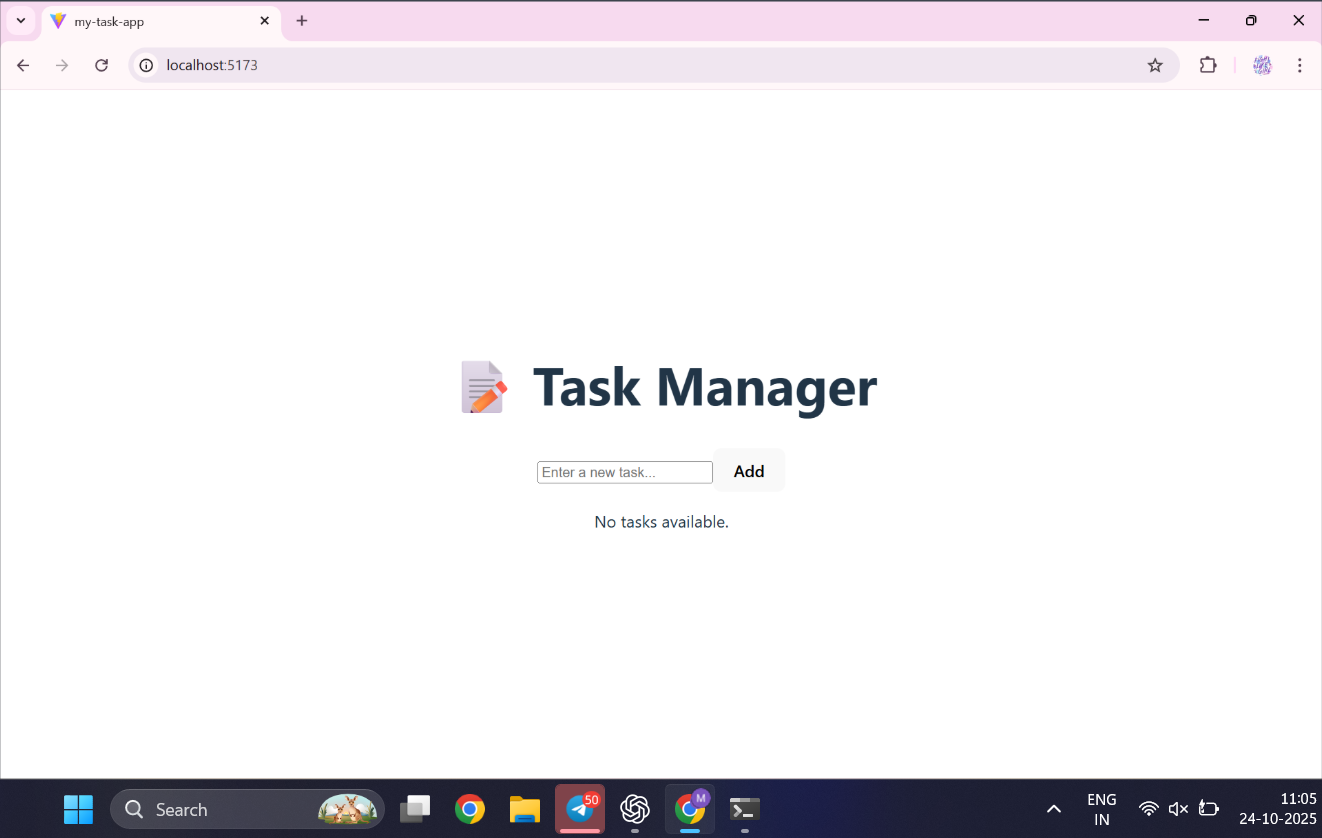 my-task-app
localhost:5173
Task Manager
Enter a new task...
Add
No tasks available.
Search
50
M
ENG
IN
11:05
24-10-2025